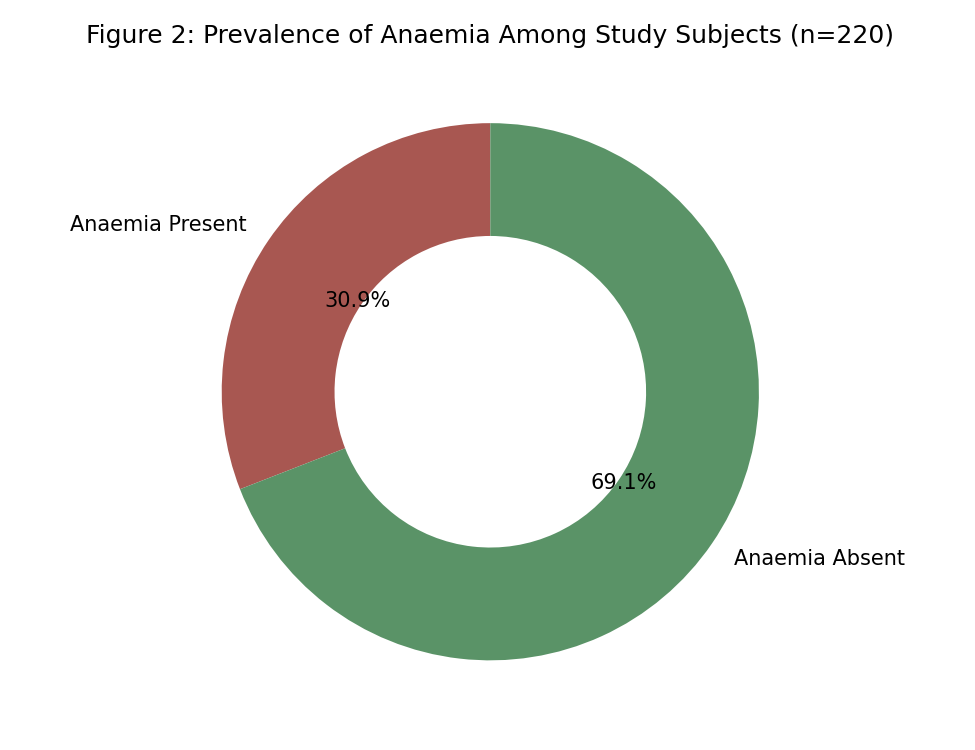 Figure 2: Prevalence of Anaemia Among Study Subjects (n=220)
Anaemia Present
30.9%
69.1%
Anaemia Absent